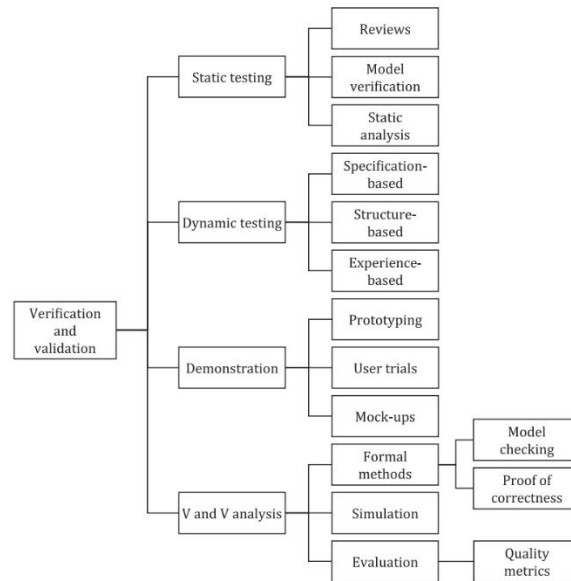 Reviews
Static testing
Model
verification
Static
analysis
Specification-
based
Dynamic testing
Structure-
based
Experience-
based
Verification
and
validation
Prototyping
Demonstration
User trials
Mock-ups
Formal
methods
Model
checking
Proof of
correctness
V and V analysis
Simulation
Evaluation
Quality
metrics